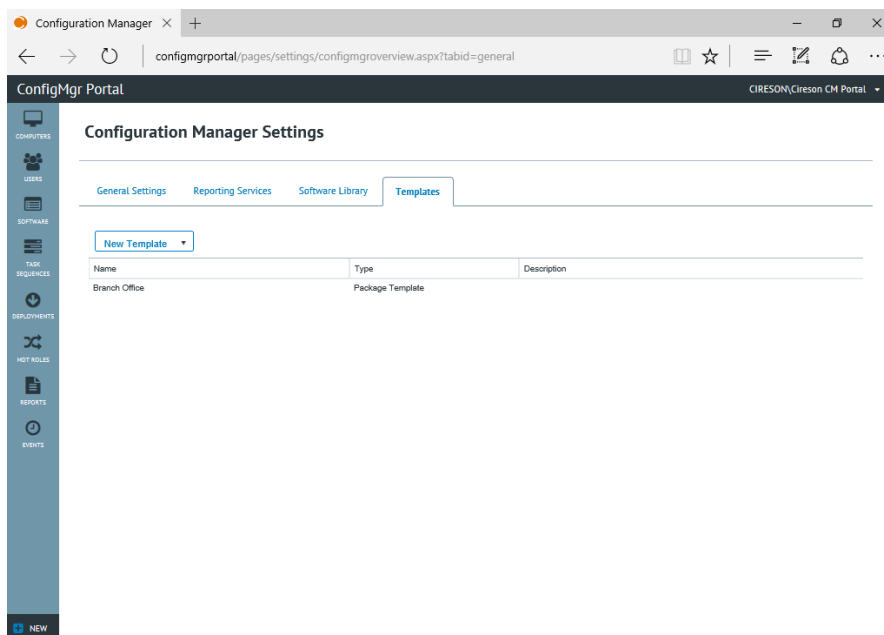 Configuration Manager
configmgrportal/pages/settings/configmgroverview.aspx?tabid=general
ConfigMgr Portal
CIRESON\Cireson CM Portal
COMPUTERS
USERS
SOFTWARE
TASK
SEQUENCES
DEPLOYMENTS
MDT ROLES
REPORTS
EVENTS
NEW
Configuration Manager Settings
General Settings Reporting Services Software Library Templates
New Template
Name Type Description
Branch Office Package Template